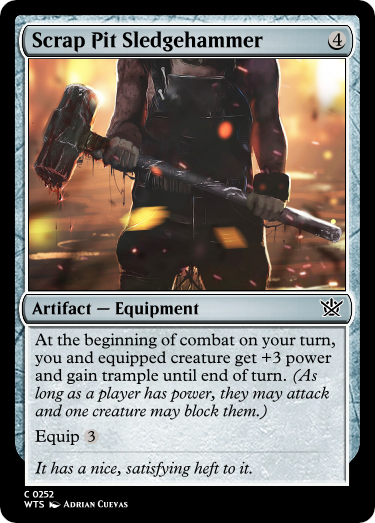 Scrap Pit Sledgehammer 4
Artifact — Equipment
At the beginning of combat on your turn,
you and equipped creature get +3 power
and gain trample until end of turn. (As
long as a player has power, they may attack
and one creature may block them.)
Equip 3
It has a nice, satisfying heft to it.
C 0252
WTS Adrian Cuevas